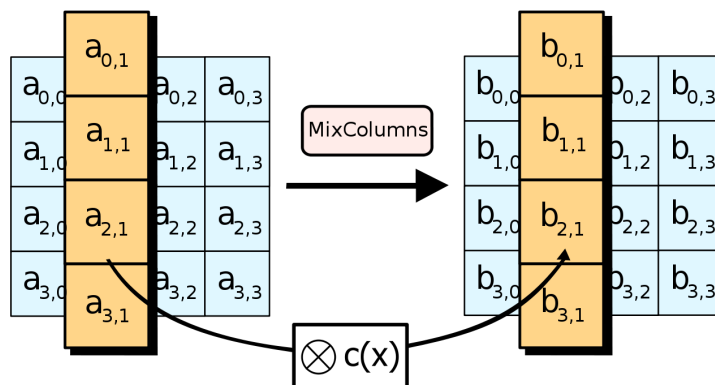 a0,1 b0,1
a0,0 a0,2 a0,3 b0,0 b0,2 b0,3
a1,1 MixColumns b1,1
a1,0 a1,2 a1,3 b1,0 b1,2 b1,3
a2,1 b2,1
a2,0 a2,2 a2,3 b2,0 b2,2 b2,3
a3,0 a3,2 a3,3 b3,0 b3,2 b3,3
a3,1 b3,1
⊗ c(x)